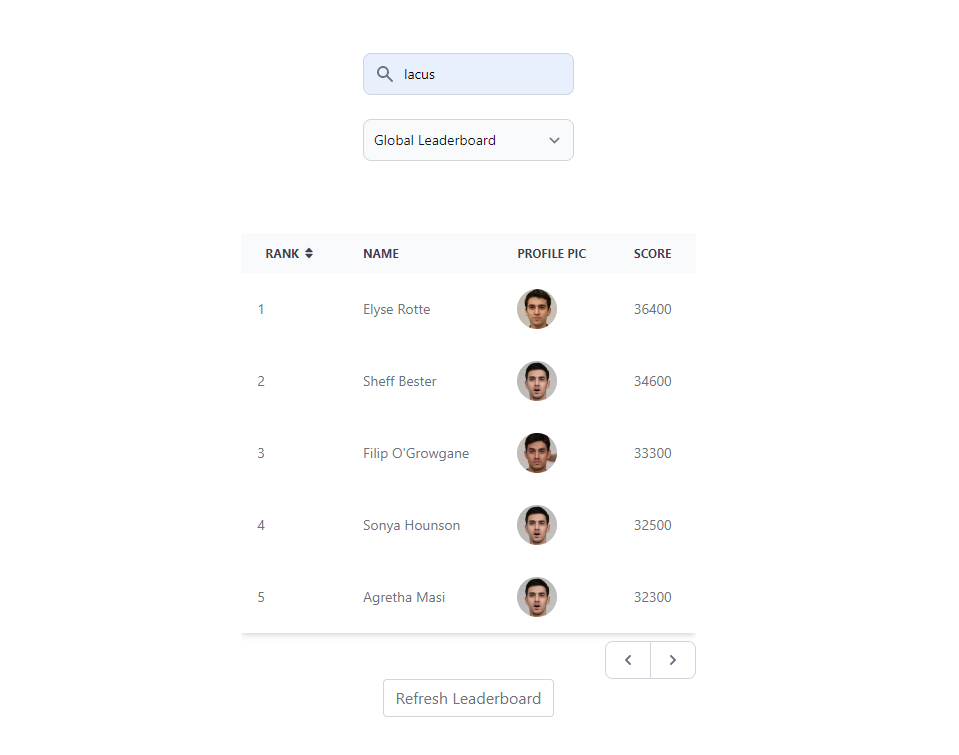 lacus
Global Leaderboard
RANK NAME PROFILE PIC SCORE
1 Elyse Rotte 36400
2 Sheff Bester 34600
3 Filip O'Growgane 33300
4 Sonya Hounson 32500
5 Agretha Masi 32300
Refresh Leaderboard